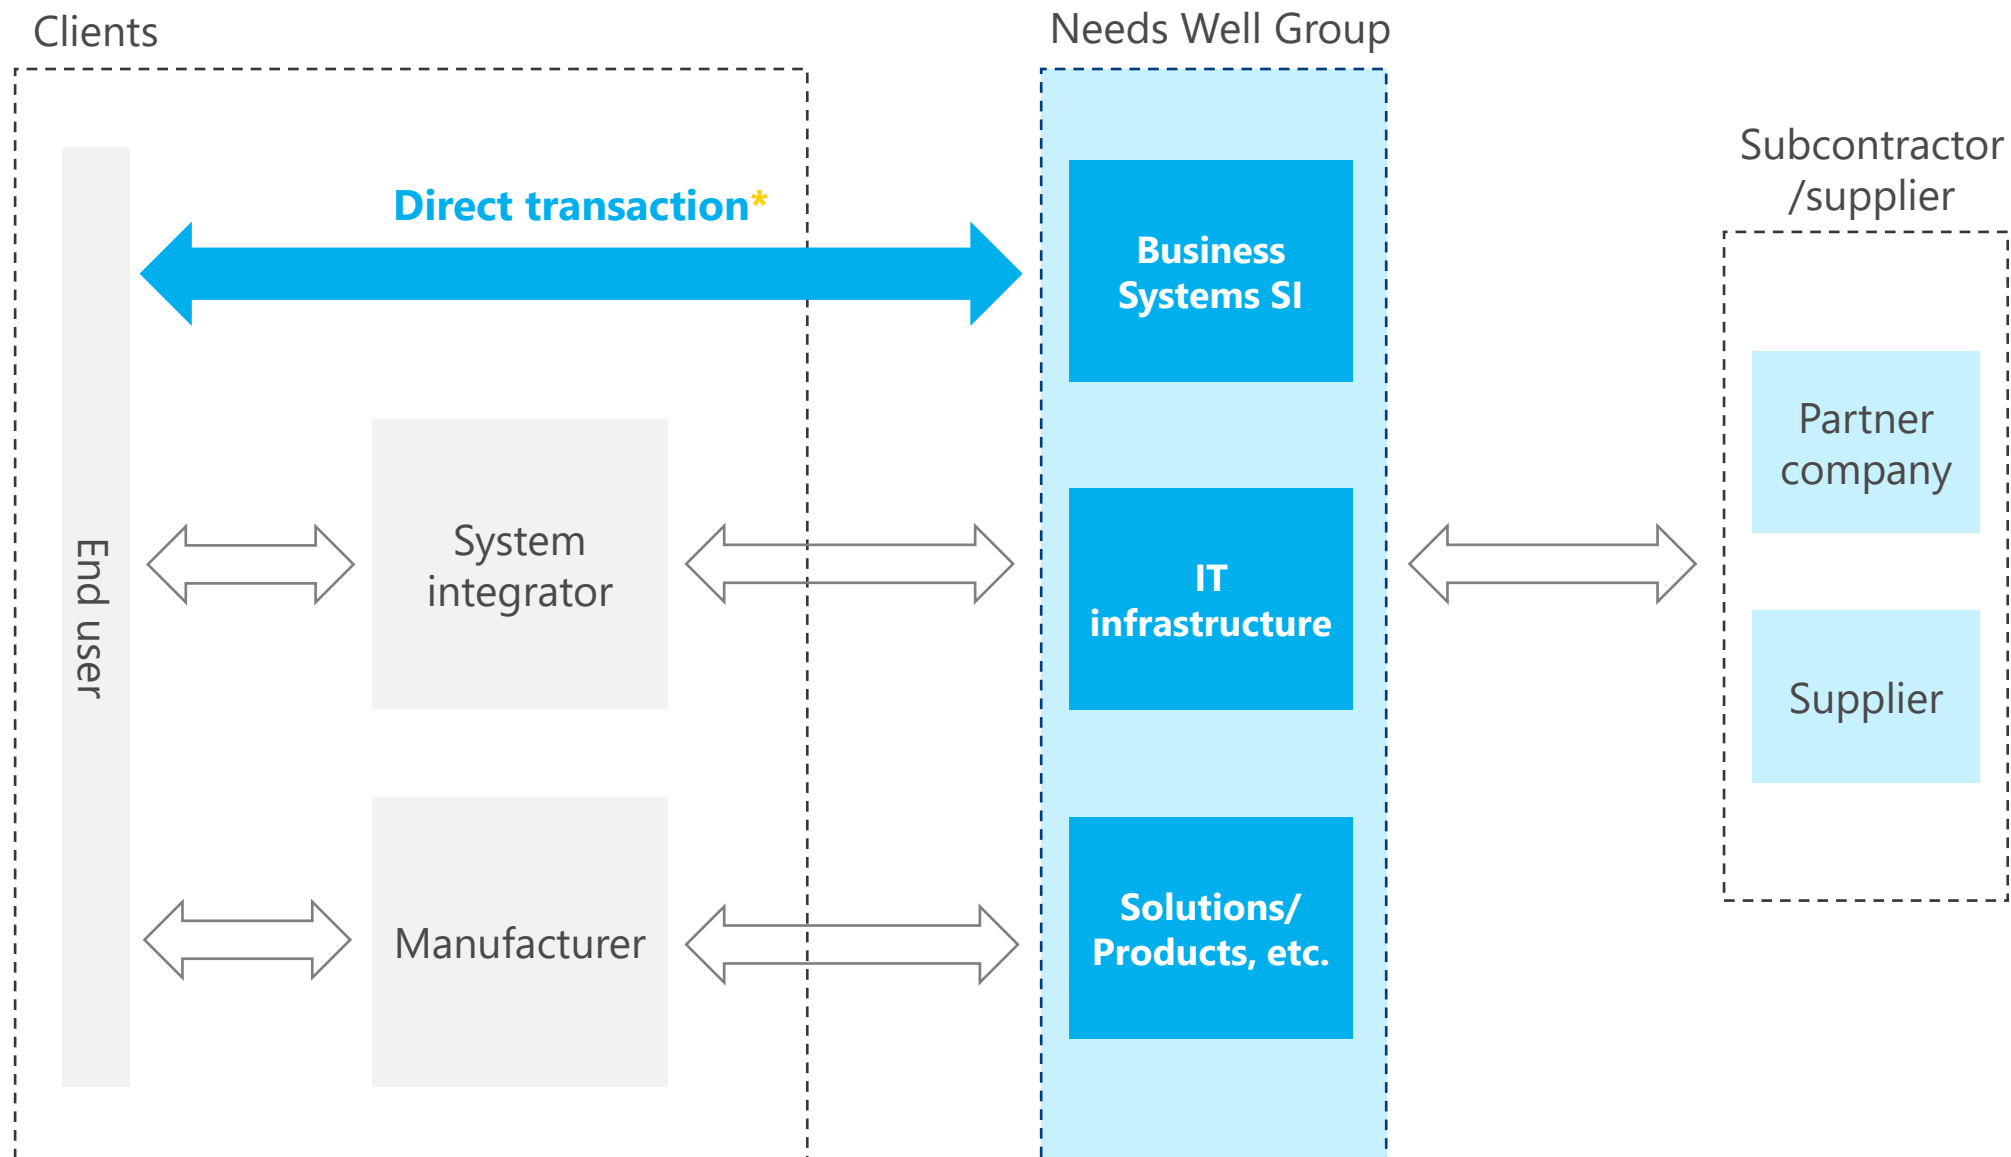 Clients
Needs Well Group
Subcontractor
/supplier
Direct transaction*
Business
Systems SI
Partner
company
End user
System
integrator
IT
infrastructure
Supplier
Manufacturer
Solutions/
Products, etc.